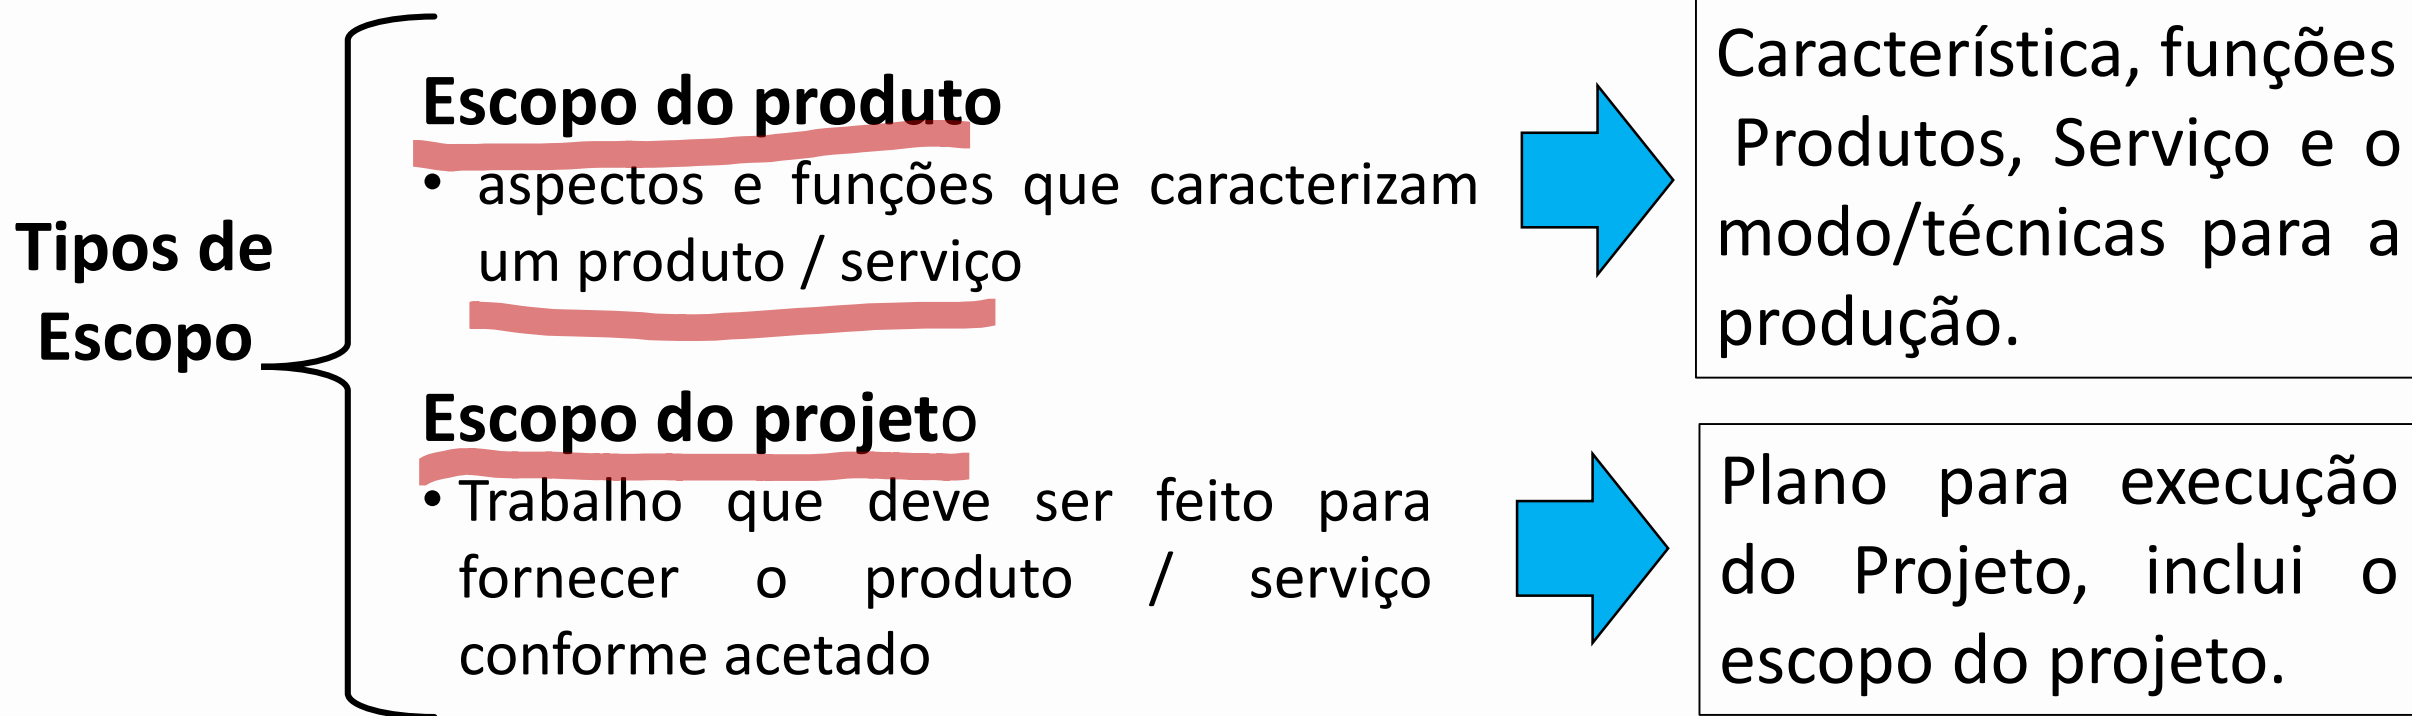 Tipos de
Escopo
Escopo do produto
• aspectos e funções que caracterizam
um produto / serviço
Escopo do projeto
• Trabalho que deve ser feito para
fornecer o produto / serviço
conforme acetado
Característica, funções
Produtos, Serviço e o
modo/técnicas para a
produção.
Plano para execução
do Projeto, inclui o
escopo do projeto.